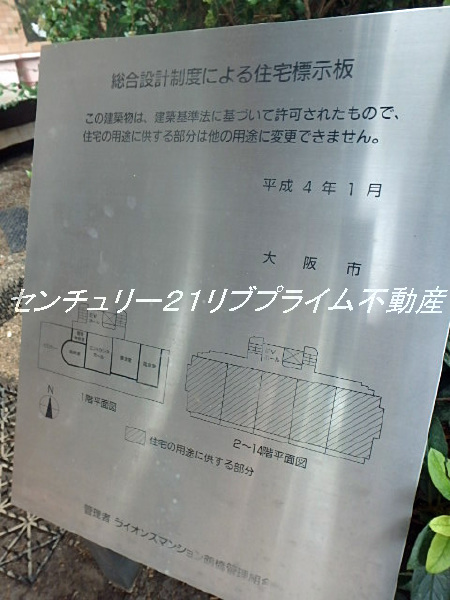 総合設計制度による住宅標示板
この建築物は、建築基準法に基づいて許可されたもので、
住宅の用途に供する部分は他の用途に変更できません。
平成4年1月
大阪市
センチュリー21リブプライム不動産
EV
ホール
N
1階平面図
2〜14階平面図
住宅の用途に供する部分
管理者 ライオンズマンション